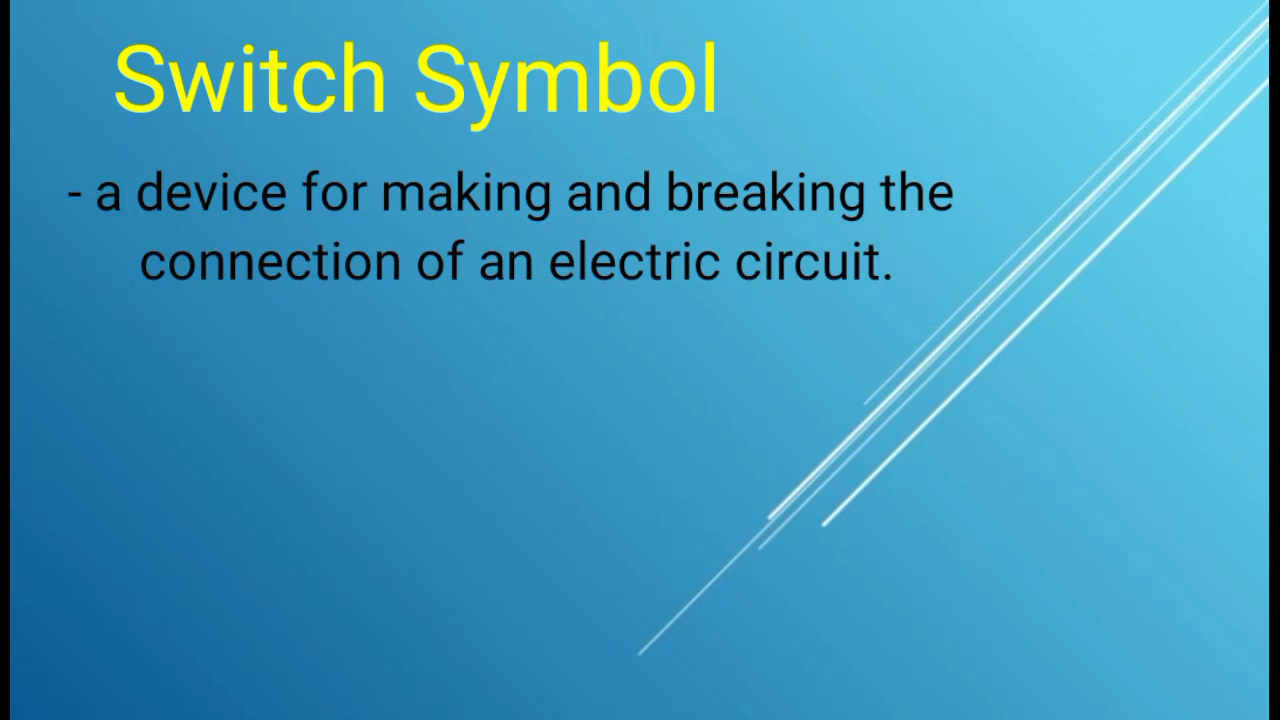 Switch Symbol
- a device for making and breaking the
connection of an electric circuit.